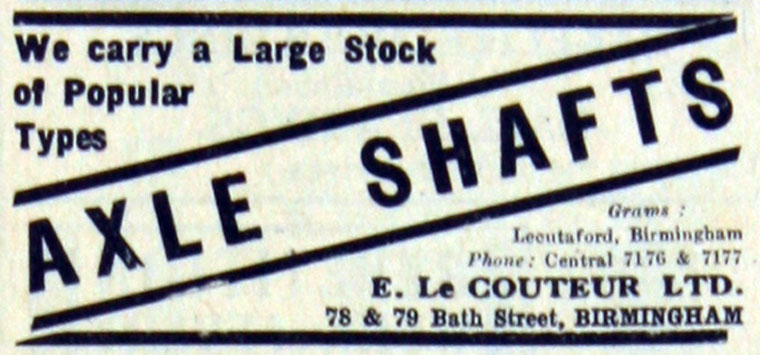 We carry a Large Stock
of Popular
Types
AXLE SHAFTS
Grams :
Lecutaford, Birmingham
Phone: Central 7176 & 7177
E. Le COUTEUR LTD.
78 & 79 Bath Street, BIRMINGHAM